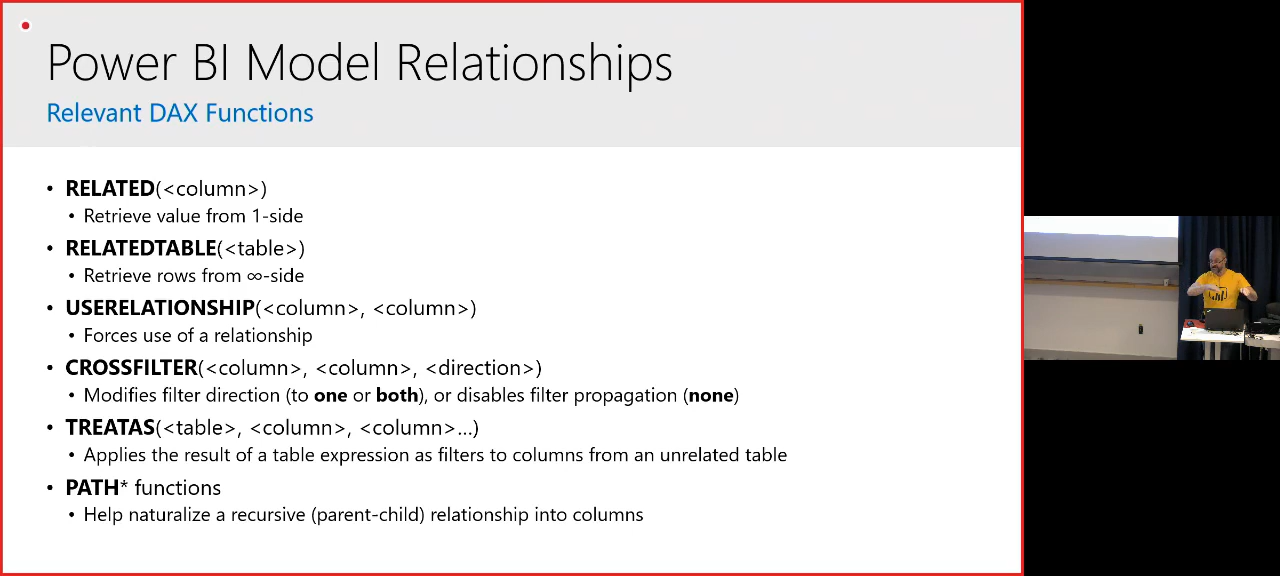 Power BI Model Relationships
Relevant DAX Functions
• RELATED(<column>)
• Retrieve value from 1-side
• RELATEDTABLE(<table>)
• Retrieve rows from ∞-side
• USERELATIONSHIP(<column>, <column>)
• Forces use of a relationship
• CROSSFILTER(<column>, <column>, <direction>)
• Modifies filter direction (to one or both), or disables filter propagation (none)
• TREATAS(<table>, <column>, <column>...)
• Applies the result of a table expression as filters to columns from an unrelated table
• PATH* functions
• Help naturalize a recursive (parent-child) relationship into columns